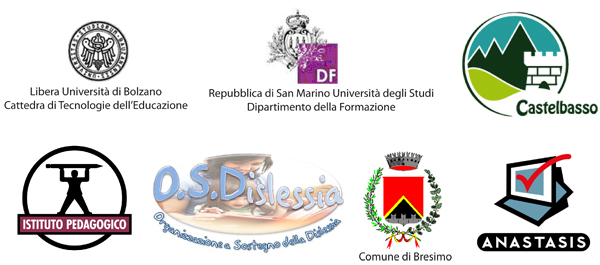 Libera Università di Bolzano
Cattedra di Tecnologie dell'Educazione
DF
Repubblica di San Marino Università degli Studi
Dipartimento della Formazione
Castelbasso
ISTITUTO PEDAGOGICO
O.S.Dislessia
Organizzazione a Sostegno della Dislessia
Comune di Bresimo
ANASTASIS